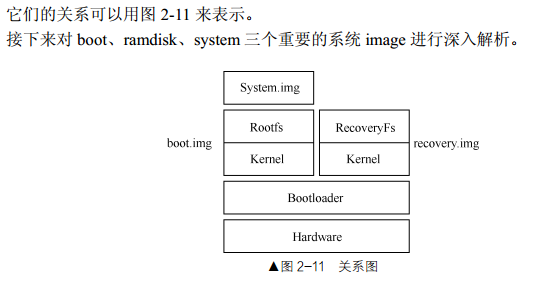 它们的关系可以用图 2-11 来表示。
接下来对 boot、ramdisk、system 三个重要的系统 image 进行深入解析。
System.img
Rootfs
RecoveryFs
boot.img
recovery.img
Kernel
Kernel
Bootloader
Hardware
▲图 2-11 关系图